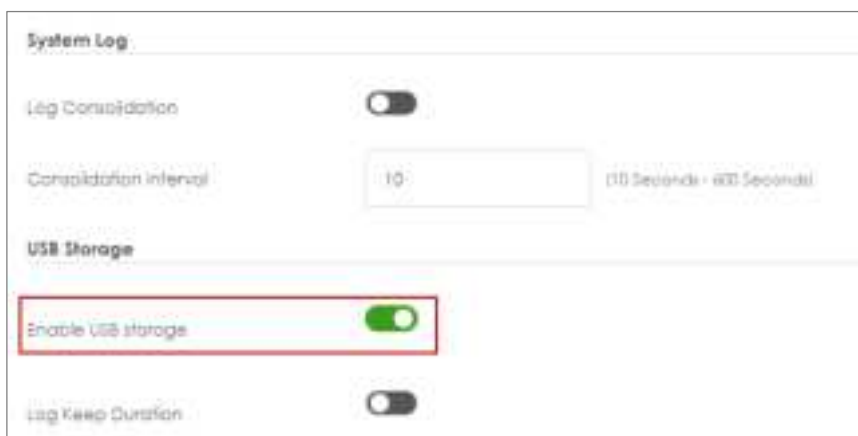 System Log
Log Consolidation
Consolidation Interval 10 (10 Seconds - 600 Seconds)
USB Storage
Enable USB storage
Log Keep Duration